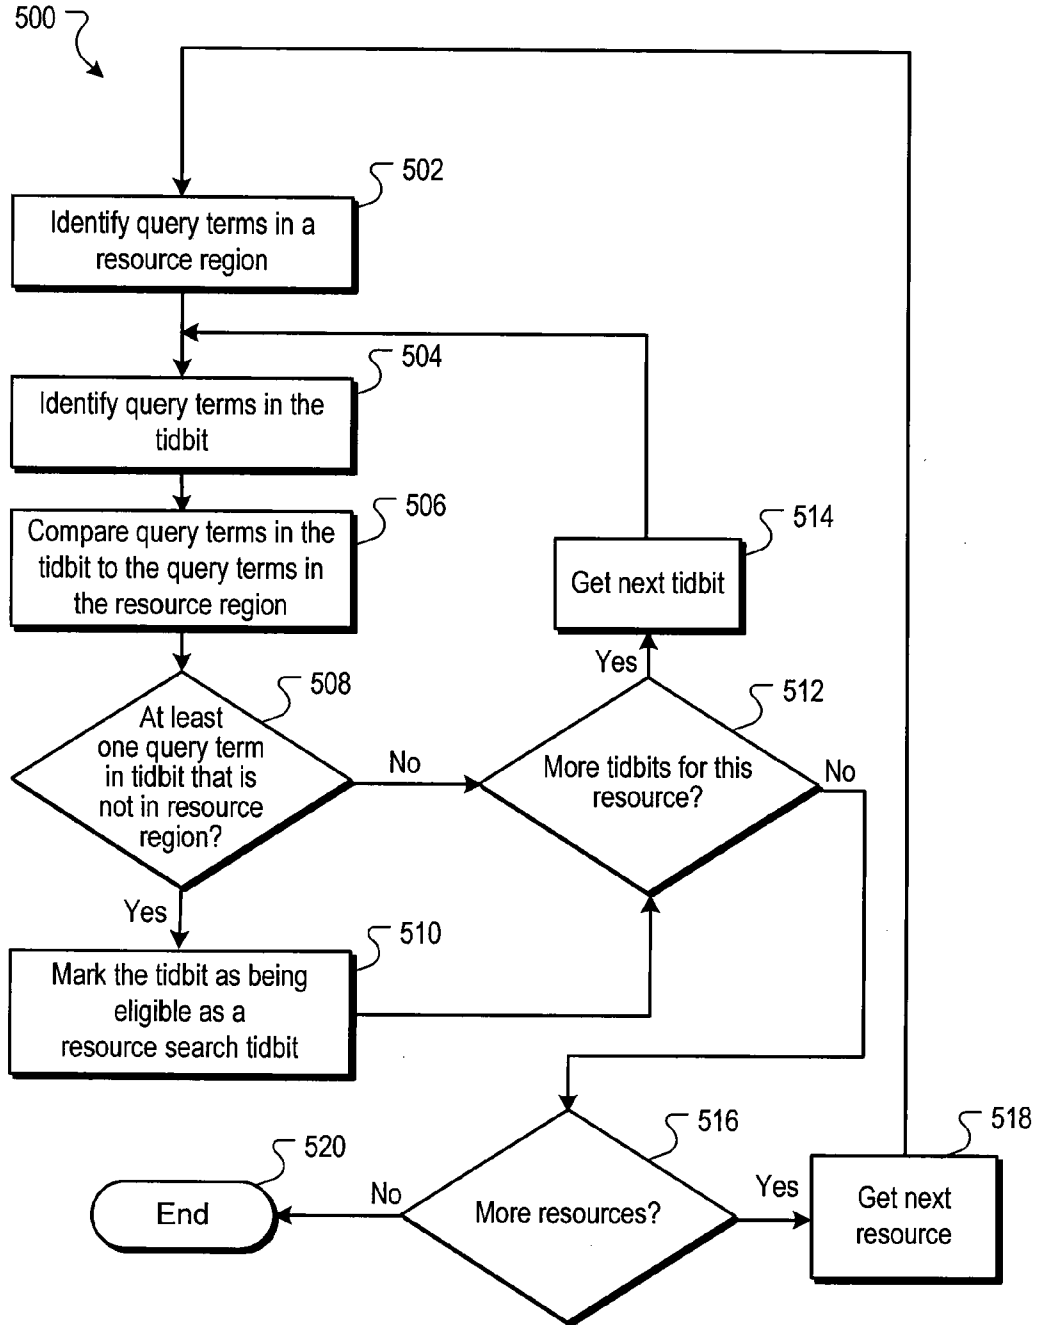 500
502
Identify query terms in a
resource region
504
Identify query terms in the
tidbit
506
Compare query terms in the
tidbit to the query terms in
the resource region
514
Get next tidbit
Yes
508
At least
one query term
in tidbit that is
not in resource
region?
No
512
More tidbits for this
resource?
No
Yes
510
Mark the tidbit as being
eligible as a
resource search tidbit
516
More resources?
No
520
End
Yes
518
Get next
resource